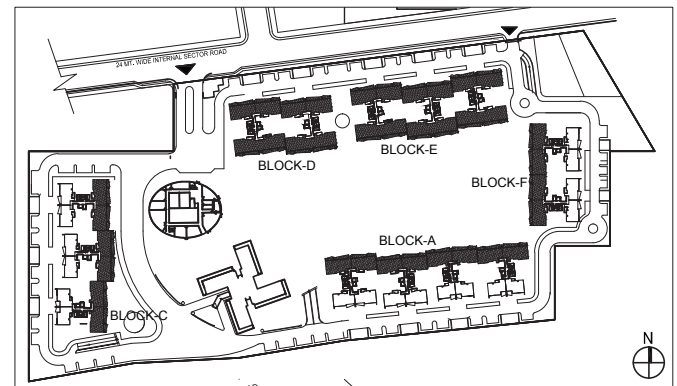 24 MT. WIDE INTERNAL SECTOR ROAD
BLOCK-E
BLOCK-D
BLOCK-F
BLOCK-A
BLOCK-C
N